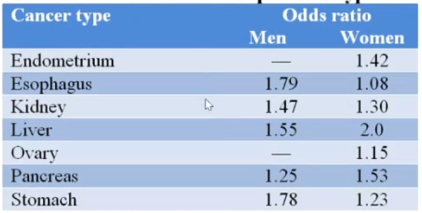 Cancer type Odds ratio
Men Women
Endometrium — 1.42
Esophagus 1.79 1.08
Kidney 1.47 1.30
Liver 1.55 2.0
Ovary — 1.15
Pancreas 1.25 1.53
Stomach 1.78 1.23